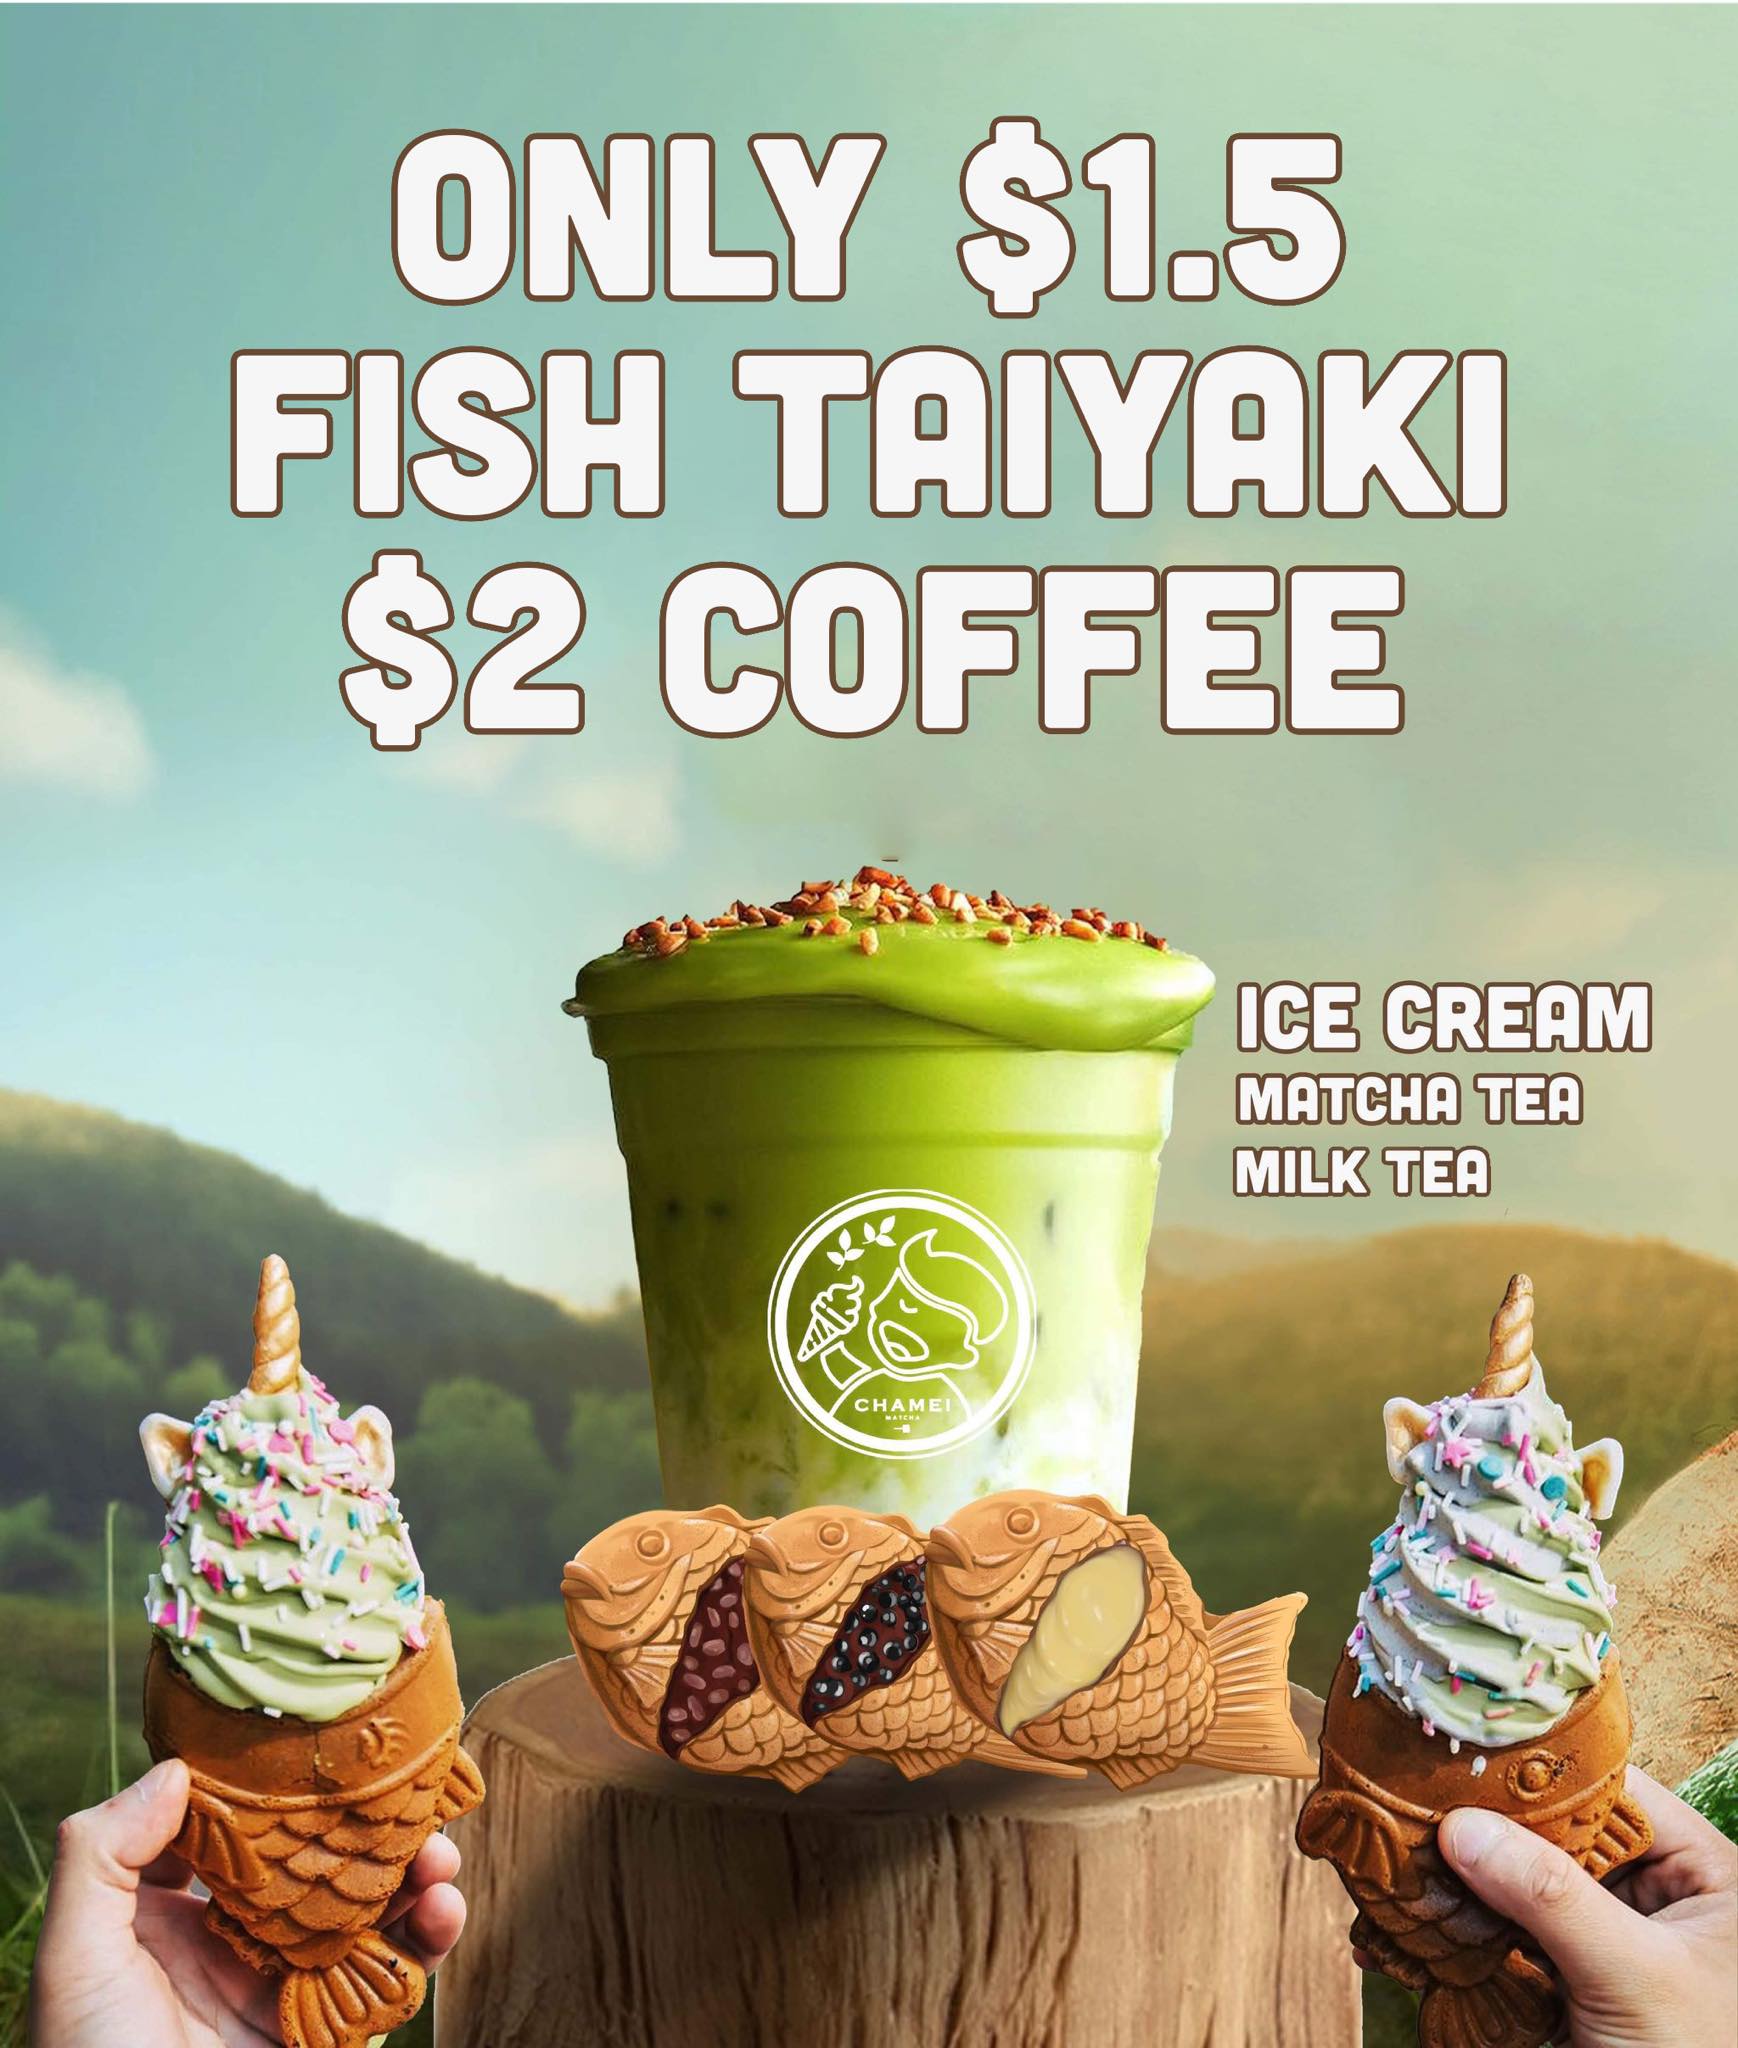 ONLY $1.5
FISH TAIYAKI
$2 COFFEE
ICE CREAM
MATCHA TEA
MILK TEA
CHAMEI
MATCHA